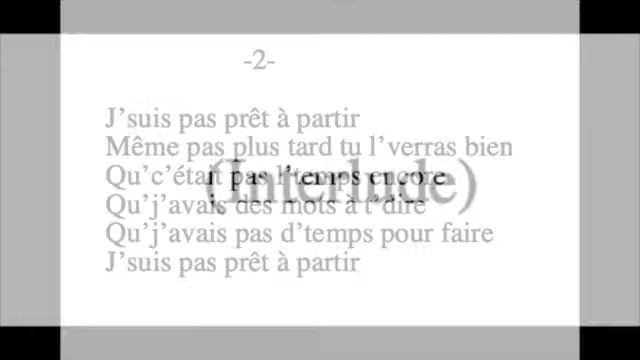 -2-
J'suis pas prêt à partir
Même pas plus tard tu l'verras bien
Qu'c'était pas l'temps encore
(Interlude)
Qu'j'avais des mots à t'dire
Qu'j'avais pas d'temps pour faire
J'suis pas prêt à partir